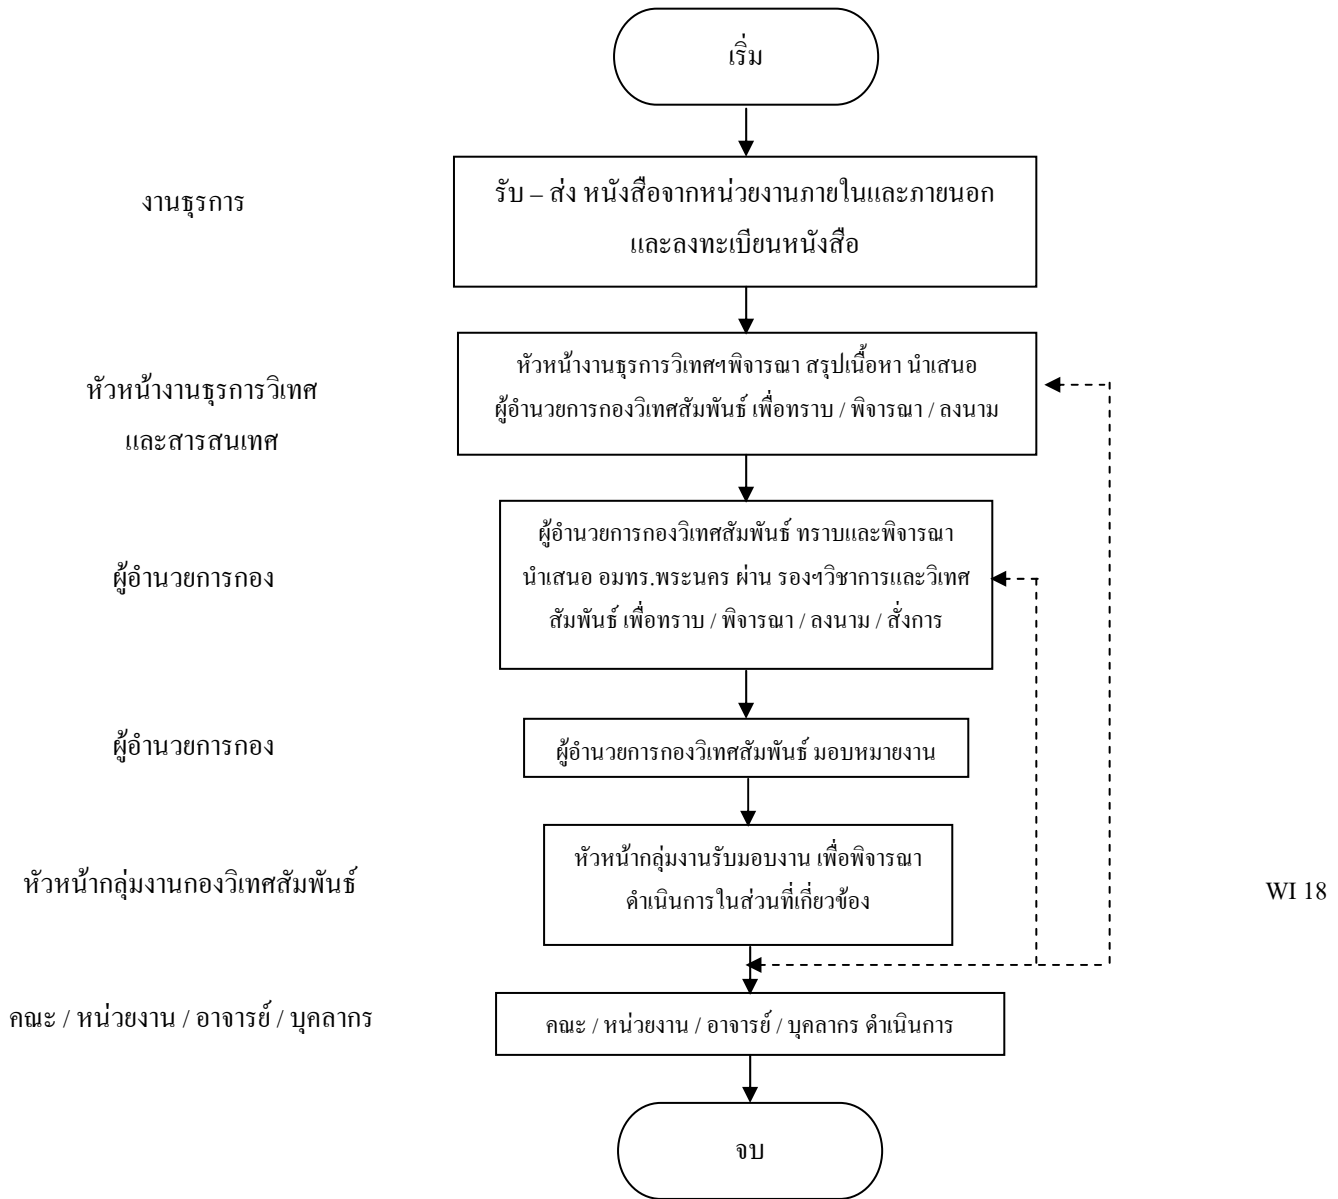 เริ่ม
งานธุรการ
รับ – ส่ง หนังสือจากหน่วยงานภายในและภายนอก
และลงทะเบียนหนังสือ
หัวหน้างานธุรการวิเทศ
และสารสนเทศ
หัวหน้างานธุรการวิเทศฯพิจารณา สรุปเนื้อหา นำเสนอ
ผู้อำนวยการกองวิเทศสัมพันธ์ เพื่อทราบ / พิจารณา / ลงนาม
ผู้อำนวยการกอง
ผู้อำนวยการกองวิเทศสัมพันธ์ ทราบและพิจารณา
นำเสนอ อมทร.พระนคร ผ่าน รองฯวิชาการและวิเทศ
สัมพันธ์ เพื่อทราบ / พิจารณา / ลงนาม / สั่งการ
ผู้อำนวยการกอง
ผู้อำนวยการกองวิเทศสัมพันธ์ มอบหมายงาน
หัวหน้ากลุ่มงานกองวิเทศสัมพันธ์
หัวหน้ากลุ่มงานรับมอบงาน เพื่อพิจารณา
ดำเนินการในส่วนที่เกี่ยวข้อง
WI 18
คณะ / หน่วยงาน / อาจารย์ / บุคลากร
คณะ / หน่วยงาน / อาจารย์ / บุคลากร ดำเนินการ
จบ